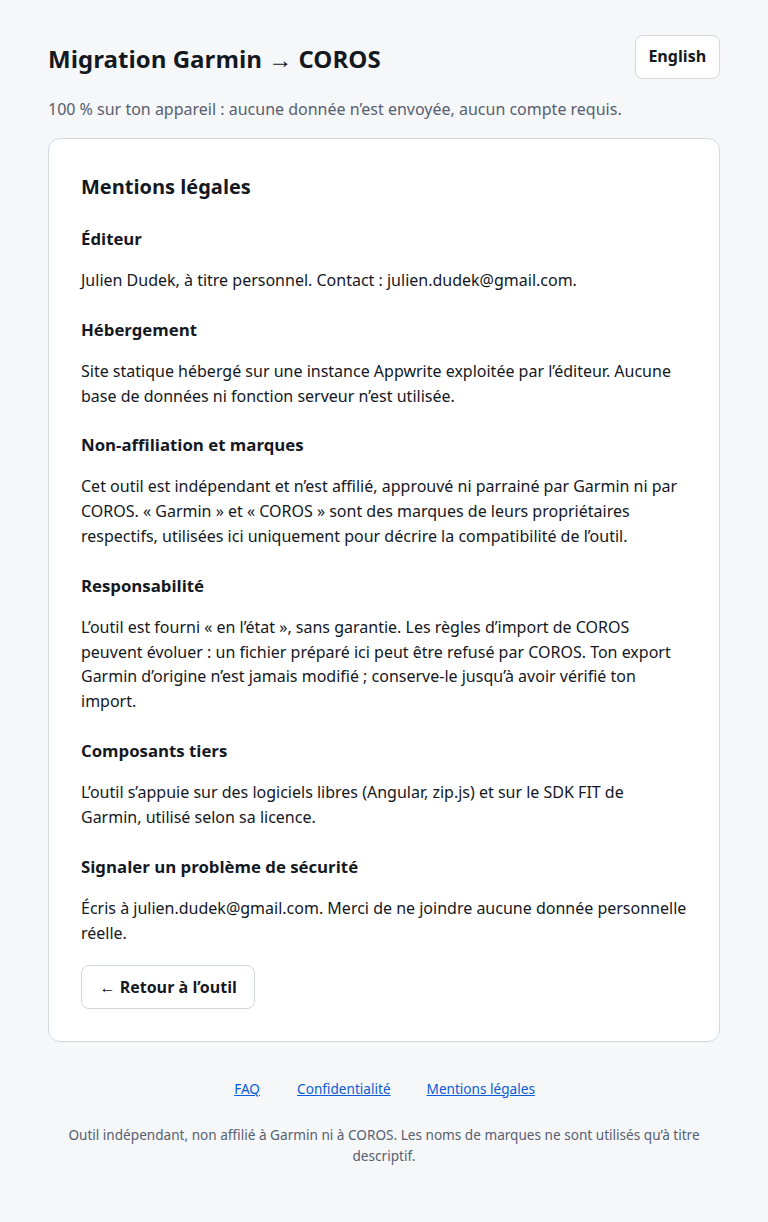 Migration Garmin → COROS
English
100 % sur ton appareil : aucune donnée n’est envoyée, aucun compte requis.
Mentions légales
Éditeur
Julien Dudek, à titre personnel. Contact : julien.dudek@gmail.com.
Hébergement
Site statique hébergé sur une instance Appwrite exploitée par l’éditeur. Aucune
base de données ni fonction serveur n’est utilisée.
Non-affiliation et marques
Cet outil est indépendant et n’est affilié, approuvé ni parrainé par Garmin ni par
COROS. « Garmin » et « COROS » sont des marques de leurs propriétaires
respectifs, utilisées ici uniquement pour décrire la compatibilité de l’outil.
Responsabilité
L’outil est fourni « en l’état », sans garantie. Les règles d’import de COROS
peuvent évoluer : un fichier préparé ici peut être refusé par COROS. Ton export
Garmin d’origine n’est jamais modifié ; conserve-le jusqu’à avoir vérifié ton
import.
Composants tiers
L’outil s’appuie sur des logiciels libres (Angular, zip.js) et sur le SDK FIT de
Garmin, utilisé selon sa licence.
Signaler un problème de sécurité
Écris à julien.dudek@gmail.com. Merci de ne joindre aucune donnée personnelle
réelle.
← Retour à l’outil
FAQ
Confidentialité
Mentions légales
Outil indépendant, non affilié à Garmin ni à COROS. Les noms de marques ne sont utilisés qu’à titre
descriptif.